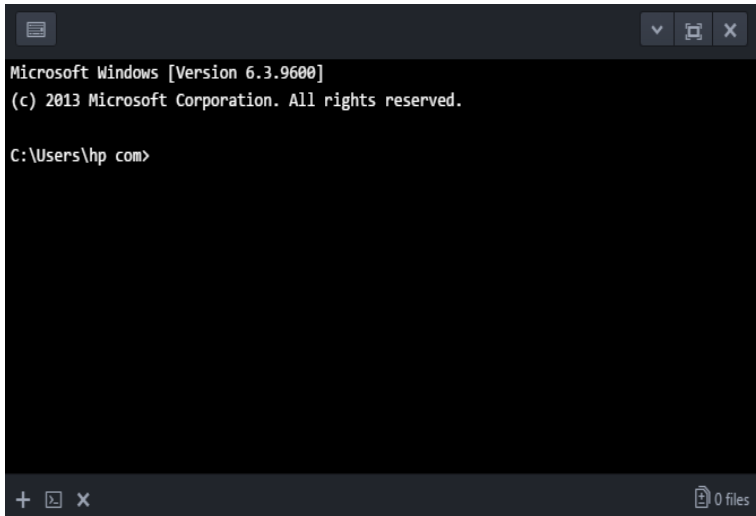 Microsoft Windows [Version 6.3.9600]
(c) 2013 Microsoft Corporation. All rights reserved.
C:\Users\hp com>
0 files